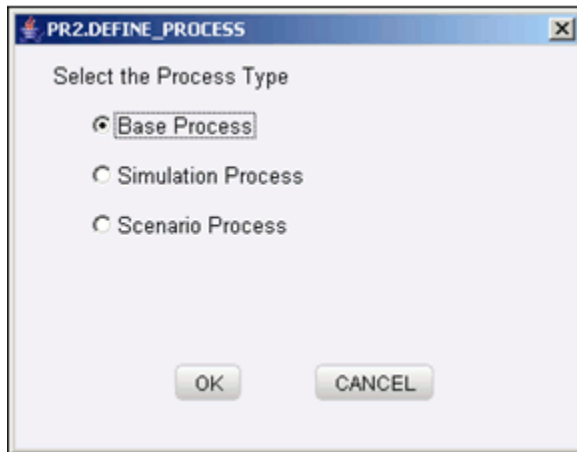 PR2.DEFINE_PROCESS
Select the Process Type
Base Process
Simulation Process
Scenario Process
OK CANCEL